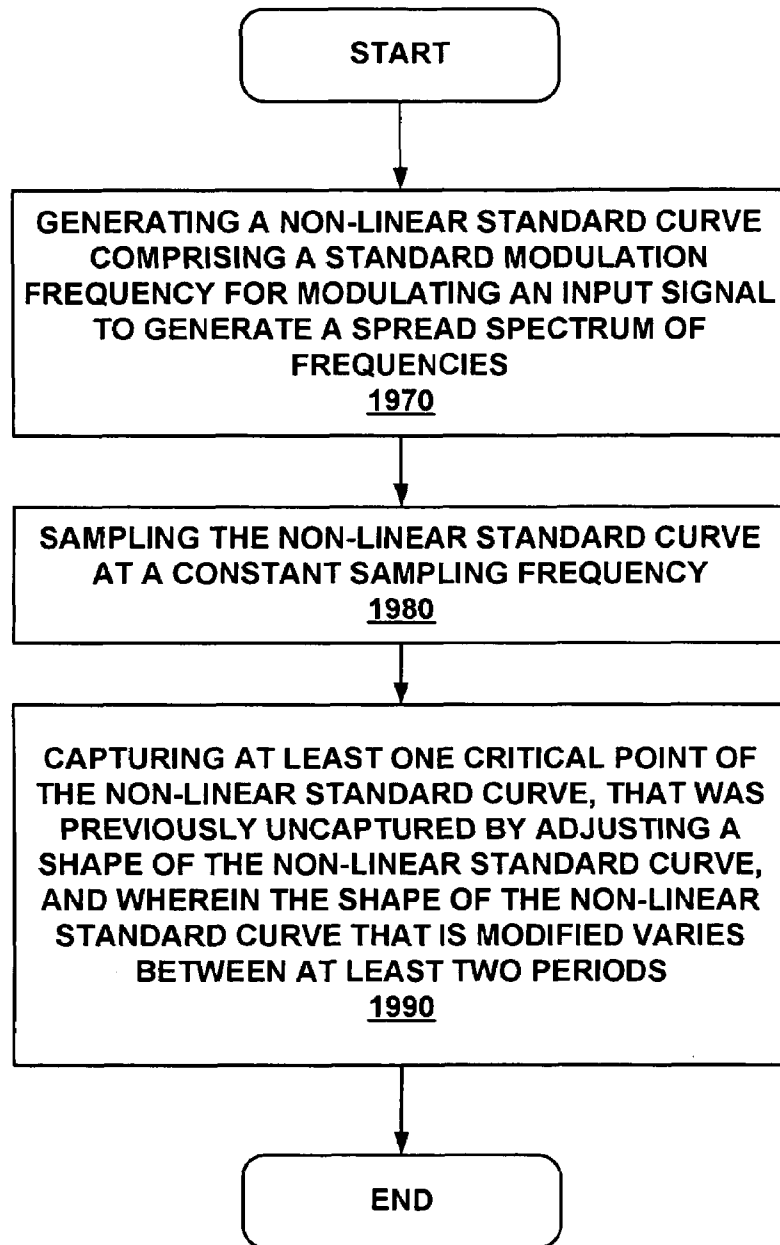 START
GENERATING A NON-LINEAR STANDARD CURVE
COMPRISING A STANDARD MODULATION
FREQUENCY FOR MODULATING AN INPUT SIGNAL
TO GENERATE A SPREAD SPECTRUM OF
FREQUENCIES
1970
SAMPLING THE NON-LINEAR STANDARD CURVE
AT A CONSTANT SAMPLING FREQUENCY
1980
CAPTURING AT LEAST ONE CRITICAL POINT OF
THE NON-LINEAR STANDARD CURVE, THAT WAS
PREVIOUSLY UNCAPTURED BY ADJUSTING A
SHAPE OF THE NON-LINEAR STANDARD CURVE,
AND WHEREIN THE SHAPE OF THE NON-LINEAR
STANDARD CURVE THAT IS MODIFIED VARIES
BETWEEN AT LEAST TWO PERIODS
1990
END